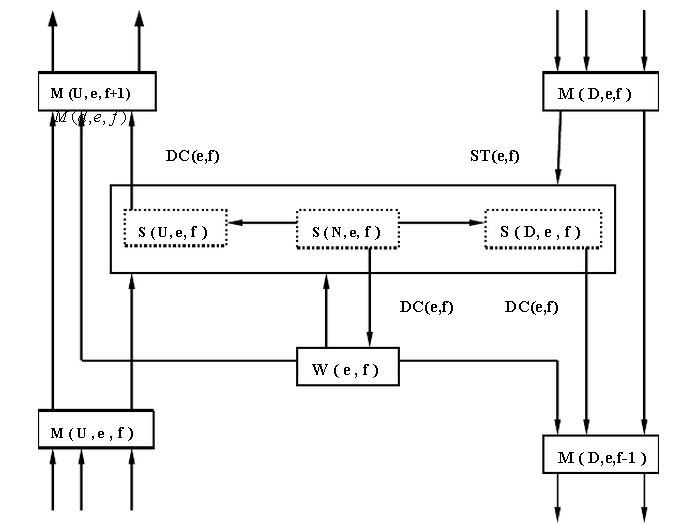 M (U, e, f+1)
M ( D,e,f )
M (d,e, f )
DC(e,f)
ST(e,f)
S (U, e, f )
S (N, e, f )
S ( D, e , f )
DC(e,f)
DC(e,f)
W ( e , f )
M ( U , e , f )
M ( D,e,f-1 )